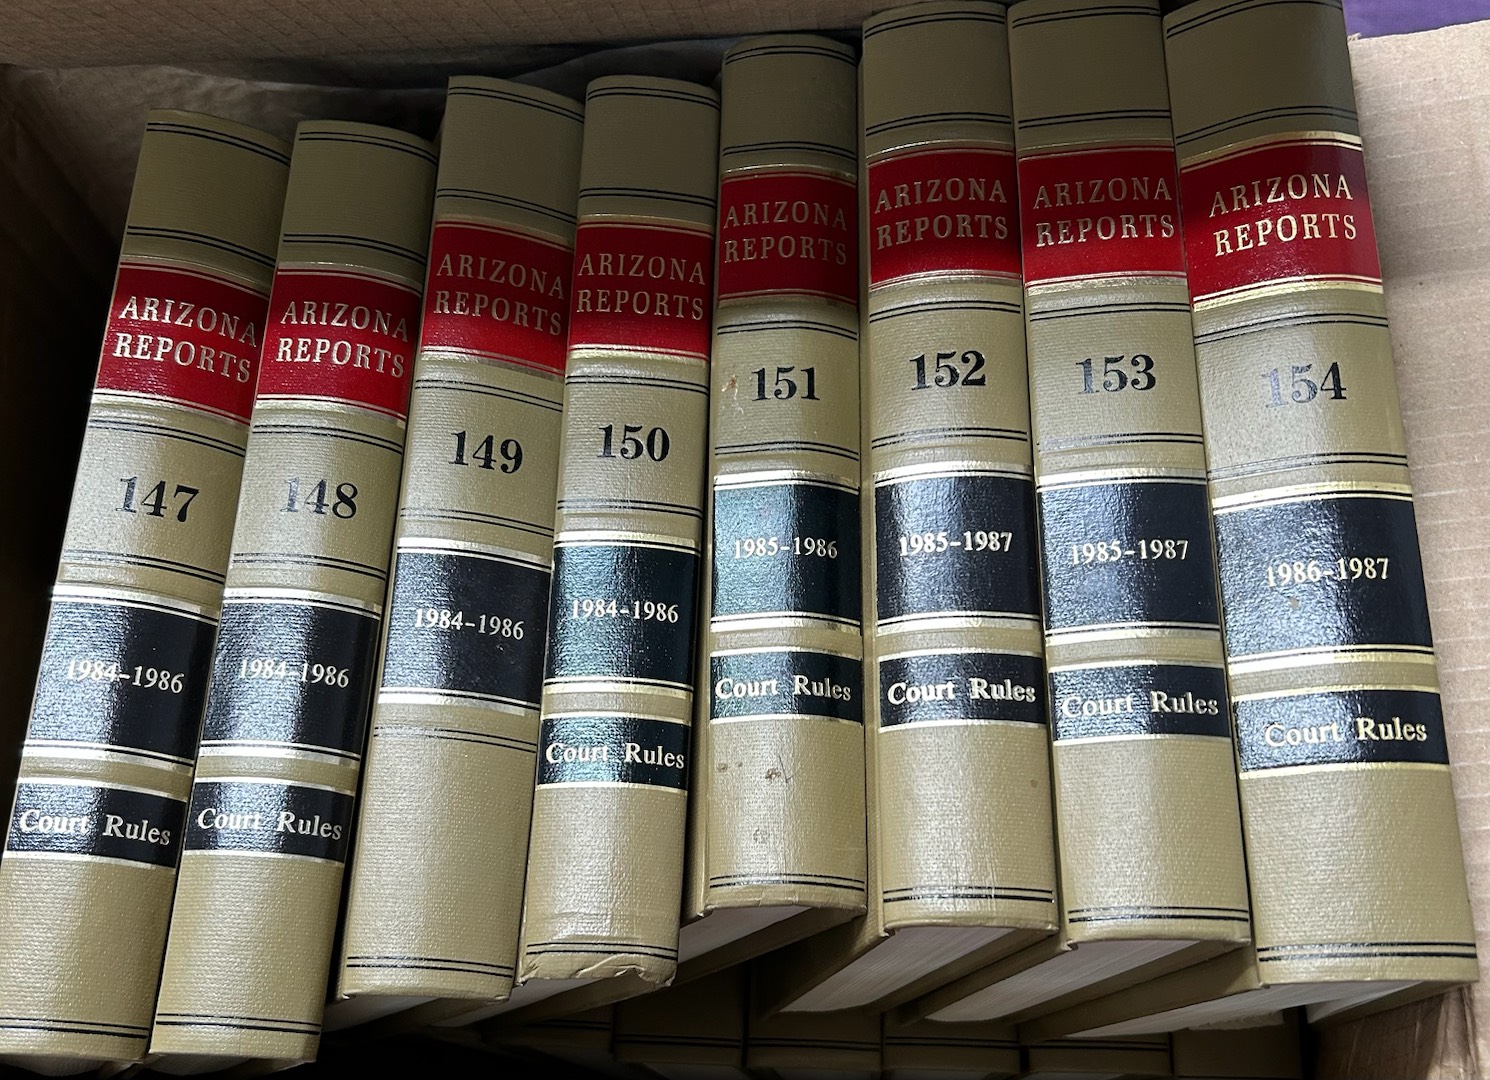 ARIZONA
REPORTS
147
1984-1986
Court Rules
ARIZONA
REPORTS
148
1984-1986
Court Rules
ARIZONA
REPORTS
149
1984-1986
ARIZONA
REPORTS
150
1984-1986
Court Rules
ARIZONA
REPORTS
151
1985-1986
Court Rules
ARIZONA
REPORTS
152
1985-1987
Court Rules
ARIZONA
REPORTS
153
1985-1987
Court Rules
ARIZONA
REPORTS
154
1986-1987
Court Rules